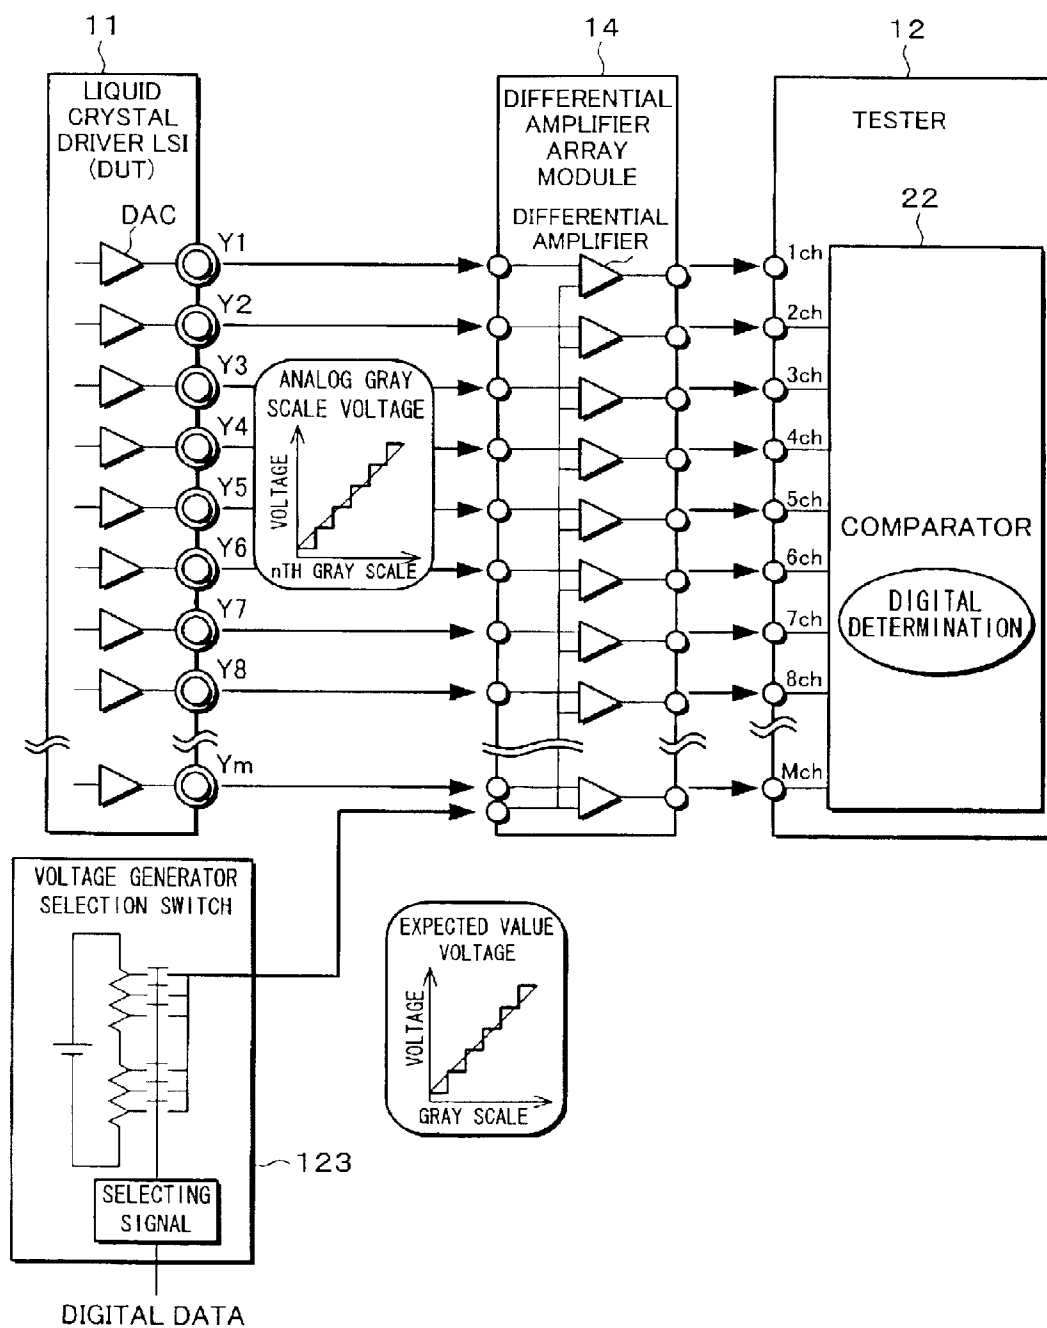 11
14
12
LIQUID
CRYSTAL
DRIVER LSI
(DUT)
DIFFERENTIAL
AMPLIFIER
ARRAY
MODULE
TESTER
DAC
DIFFERENTIAL
AMPLIFIER
22
Y1
Y2
Y3
Y4
Y5
Y6
Y7
Y8
Ym
1ch
2ch
3ch
4ch
5ch
6ch
7ch
8ch
Mch
ANALOG GRAY
SCALE VOLTAGE
VOLTAGE
nTH GRAY SCALE
COMPARATOR
DIGITAL
DETERMINATION
VOLTAGE GENERATOR
SELECTION SWITCH
EXPECTED VALUE
VOLTAGE
VOLTAGE
GRAY SCALE
123
SELECTING
SIGNAL
DIGITAL DATA